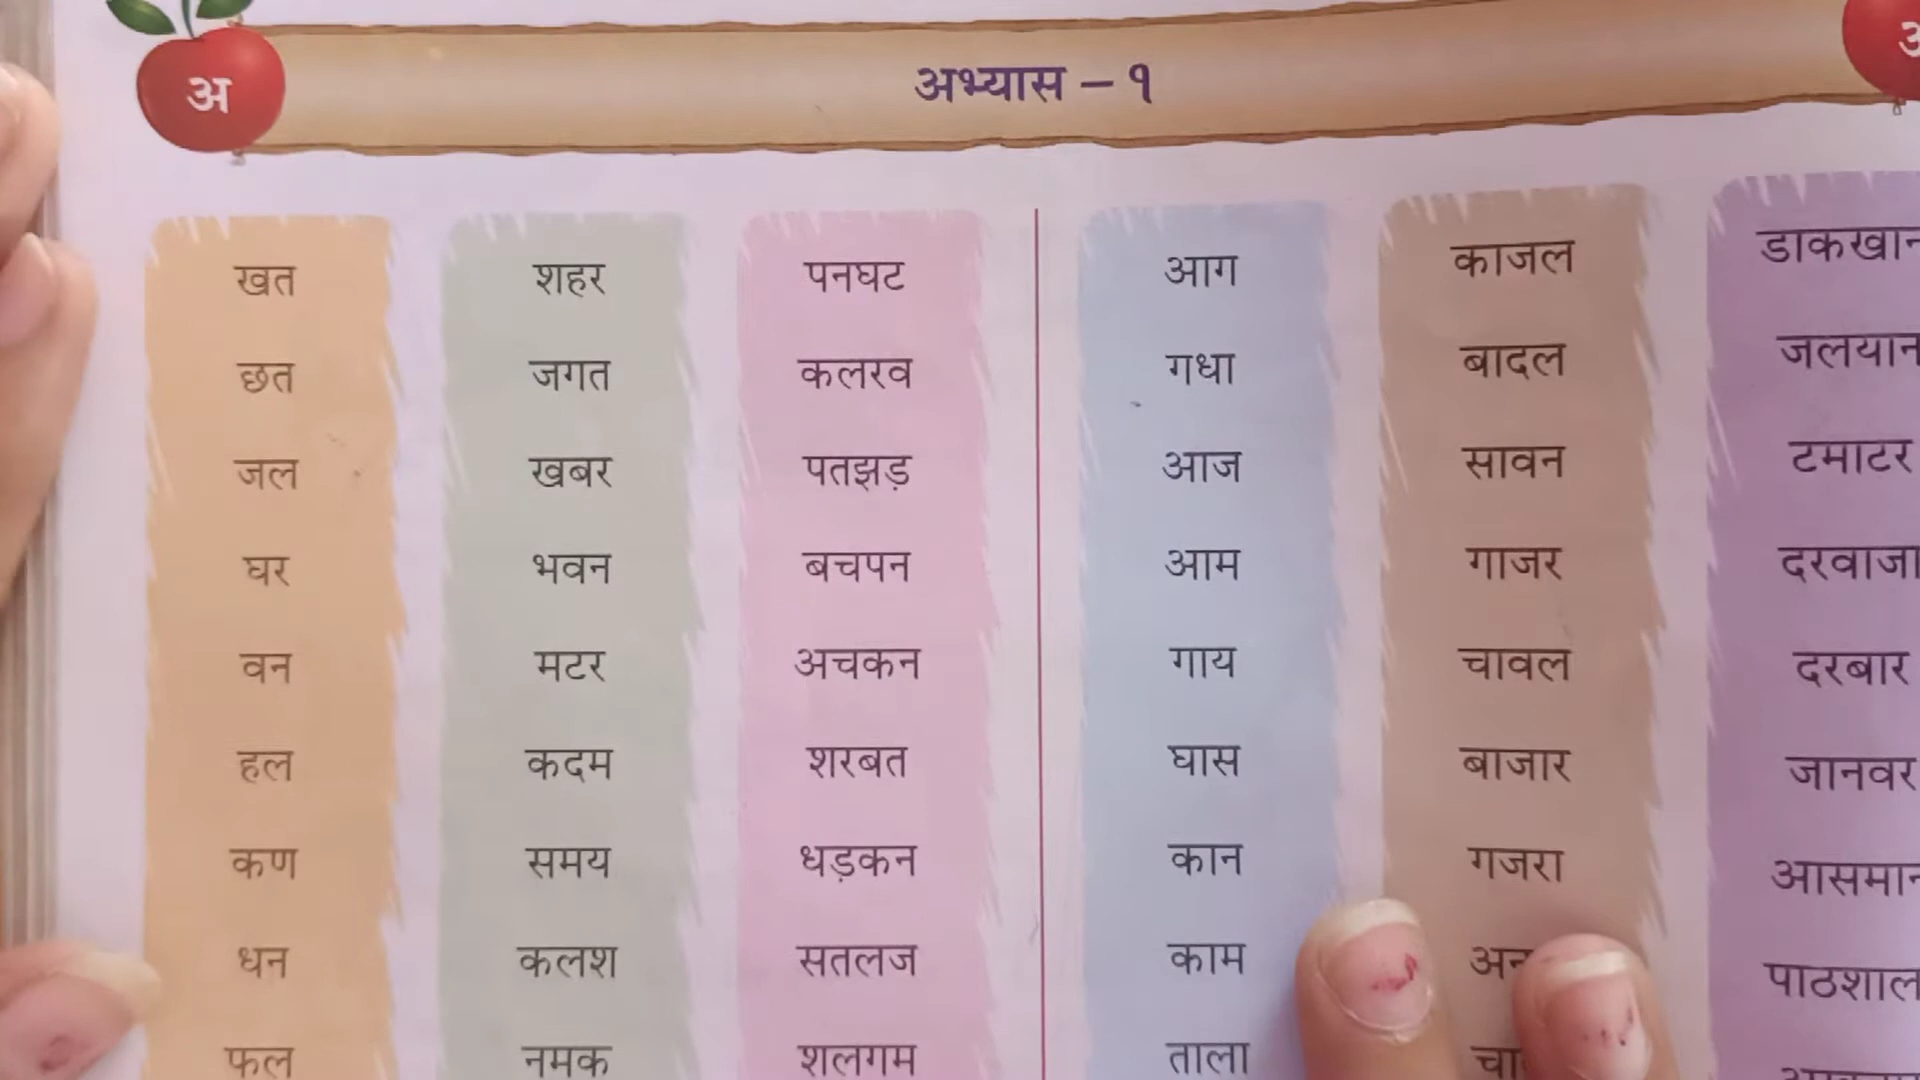 अ
अभ्यास – १
खत शहर पनघट आग काजल
छत जगत कलरव गधा बादल
जल खबर पतझड़ आज सावन टमाटर
घर भवन बचपन आम गाजर दरवाजा
वन मटर अचकन गाय चावल दरबार
हल कदम शरबत घास बाजार जानवर
कण समय धड़कन कान गजरा
धन कलश सतलज काम
फल नमक शलगम ताला